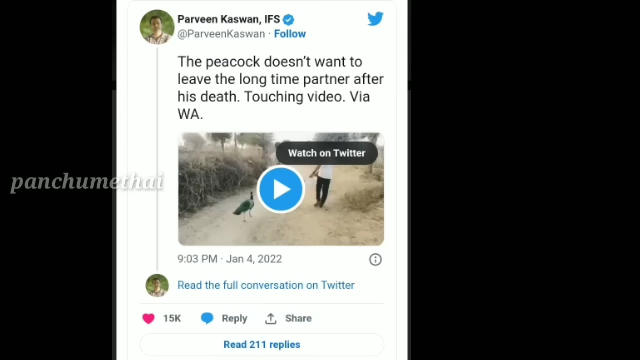 Parveen Kaswan, IFS
@ParveenKaswan · Follow
The peacock doesn’t want to
leave the long time partner after
his death. Touching video. Via
WA.
Watch on Twitter
panchumethai
9:03 PM · Jan 4, 2022
Read the full conversation on Twitter
15K Reply Share
Read 211 replies